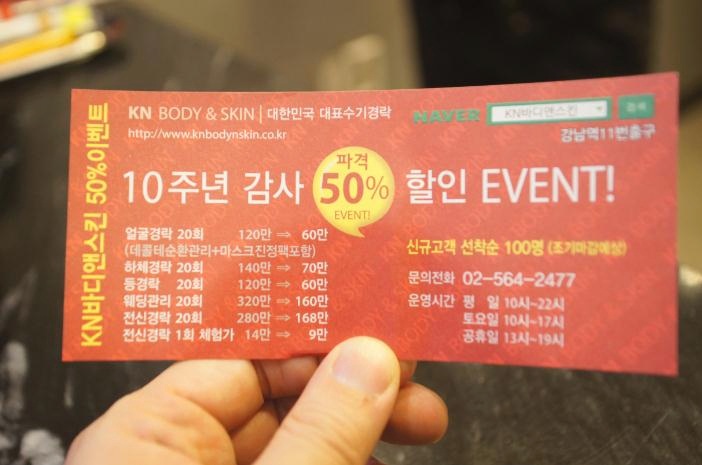 KN바디앤스킨 50%이벤트
KN BODY & SKIN | 대한민국 대표수기경락
http://www.knbodynskin.co.kr
NAVER KN바디앤스킨 검색
강남역11번출구
10주년 감사 파격 50% EVENT! 할인 EVENT!
얼굴경락 20회 120만 ⇒ 60만
(데콜테순환관리+마스크진정팩포함)
하체경락 20회 140만 ⇒ 70만
등경락 20회 120만 ⇒ 60만
웨딩관리 20회 320만 ⇒ 160만
전신경락 20회 280만 ⇒ 168만
전신경락 1회 체험가 14만 ⇒ 9만
신규고객 선착순 100명 (조기마감예상)
문의전화 02-564-2477
운영시간 평 일 10시~22시
토요일 10시~17시
공휴일 13시~19시